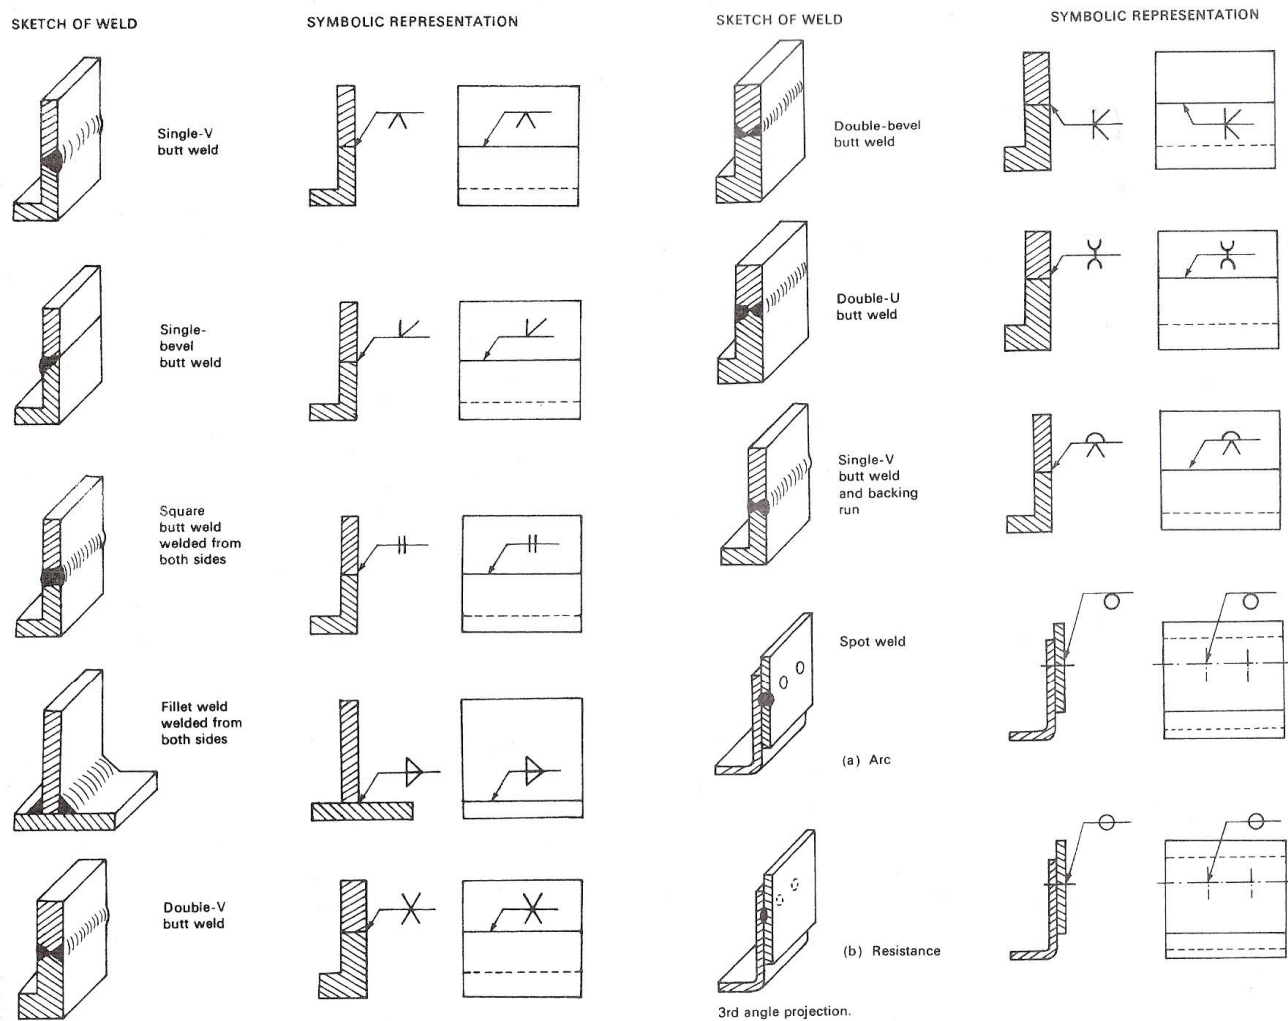 SKETCH OF WELD
SYMBOLIC REPRESENTATION
Single-V
butt weld
Single-
bevel
butt weld
Square
butt weld
welded from
both sides
Fillet weld
welded from
both sides
Double-V
butt weld
SKETCH OF WELD
SYMBOLIC REPRESENTATION
Double-bevel
butt weld
Double-U
butt weld
Single-V
butt weld
and backing
run
Spot weld
(a) Arc
(b) Resistance
3rd angle projection.